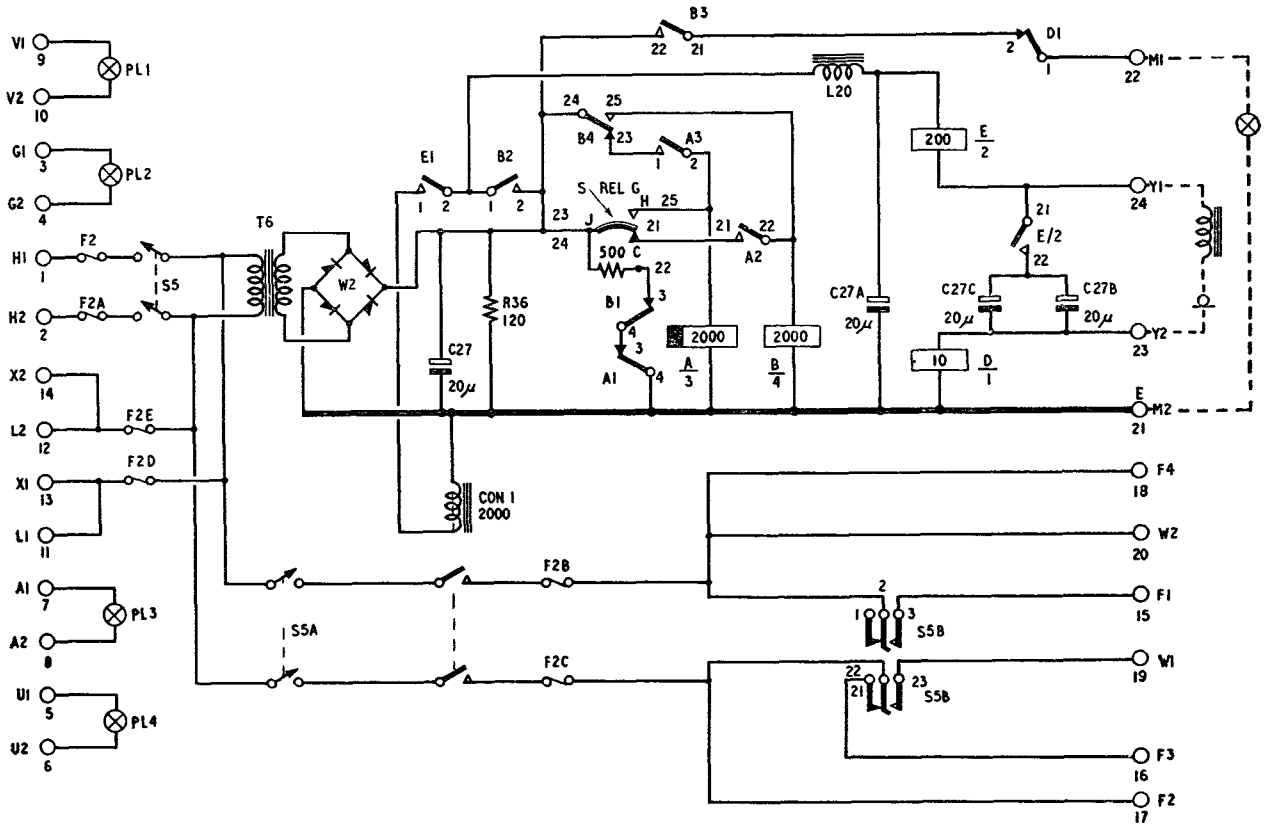 V1
9
PL1
V2
10
G1
3
PL2
G2
4
H1
1
F2
S5
H2
2
F2A
X2
14
L2
12
F2E
X1
13
F2D
L1
11
A1
7
PL3
A2
8
U1
5
PL4
U2
6
T6
W2
E1
1 2
B2
1 2
B3
22 21
D1
2
1
22 M1
L20
24 25
B4 23
A3
1 2
200
E
2
Y1
24
S. REL G
H 25
J
23
24
21
C
500
22
21 22
A2
21
E/2
22
B1
3
4
3
A1
4
R36
120
C27
20μ
2000
A
3
2000
B
4
C27A
20μ
C27C
20μ
C27B
20μ
Y2
23
10
D
1
E
M2
21
CON 1
2000
F4
18
W2
20
F2B
2
1 3
S5B
F1
15
S5A
F2C
22
21 23
S5B
W1
19
F3
16
F2
17